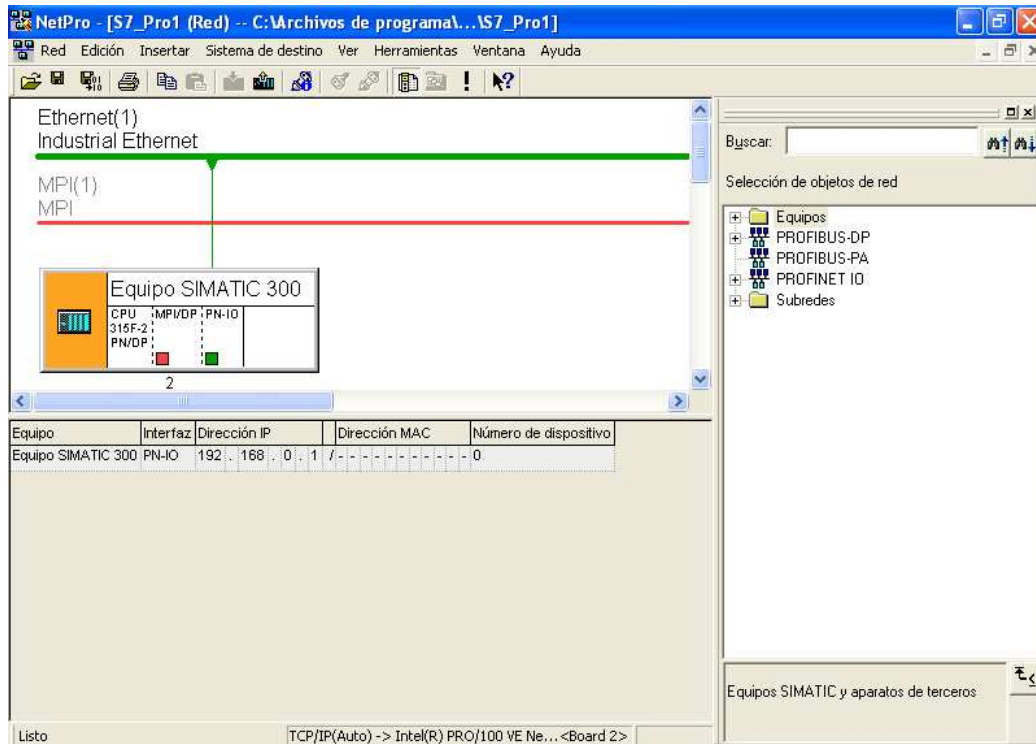 NetPro - [S7_Pro1 (Red) -- C:\Archivos de programa\...\S7_Pro1]
Red Edición Insertar Sistema de destino Ver Herramientas Ventana Ayuda
Ethernet(1)
Industrial Ethernet
MPI(1)
MPI
Equipo SIMATIC 300
CPU 315F-2 PN/DP
MPI/DP
PN-IO
2
Buscar:
Selección de objetos de red
Equipos
PROFIBUS-DP
PROFIBUS-PA
PROFINET IO
Subredes
Equipo Interfaz Dirección IP Dirección MAC Número de dispositivo
Equipo SIMATIC 300 PN-IO 192 . 168 . 0 . 1 / - - - - - - - - - - - 0
Equipos SIMATIC y aparatos de terceros
Listo TCP/IP(Auto) -> Intel(R) PRO/100 VE Ne...<Board 2>